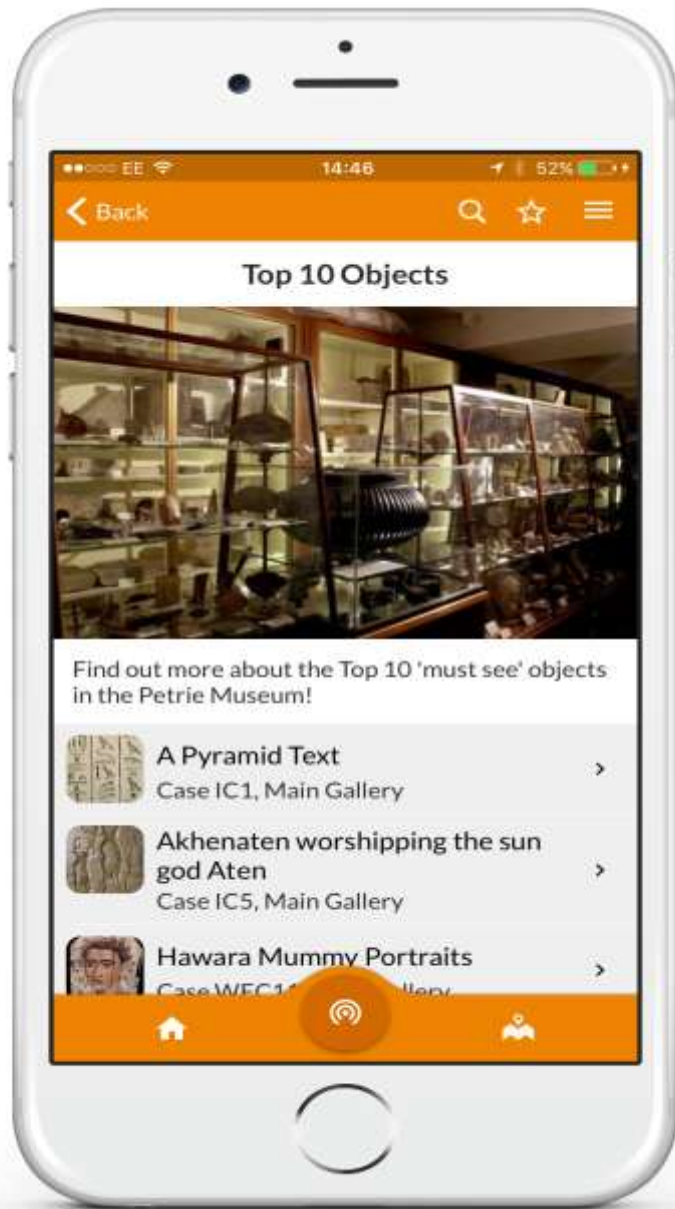 EE 14:46 52%
Back
Top 10 Objects
Find out more about the Top 10 'must see' objects
in the Petrie Museum!
A Pyramid Text
Case IC1, Main Gallery
Akhenaten worshipping the sun
god Aten
Case IC5, Main Gallery
Hawara Mummy Portraits
Case